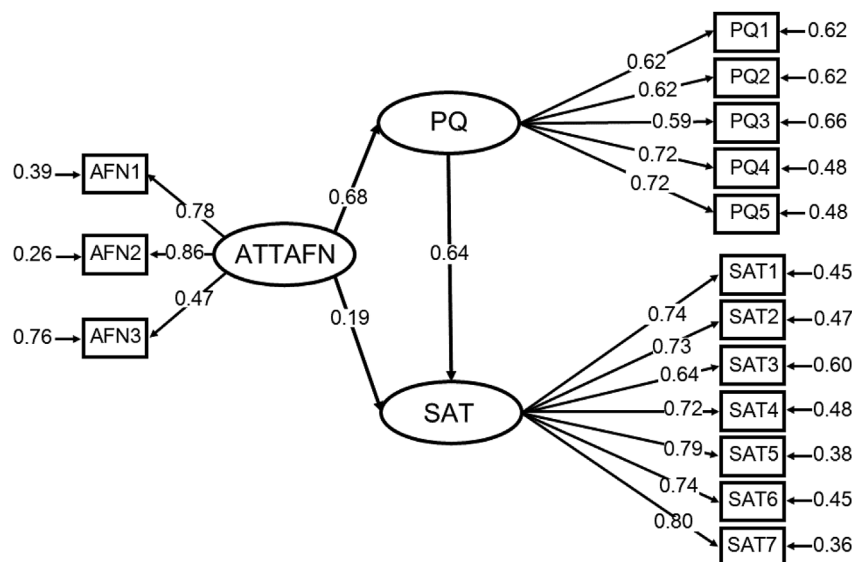 PQ1
0.62
0.62
PQ2
0.62
0.62
PQ
0.59
PQ3
0.66
0.72
PQ4
0.48
0.72
PQ5
0.48
0.39
AFN1
0.78
0.68
0.26
AFN2
0.86
ATTAFN
0.64
0.47
0.76
AFN3
0.19
SAT1
0.45
0.74
SAT2
0.47
0.73
SAT3
0.60
0.64
SAT
0.72
SAT4
0.48
0.79
SAT5
0.38
0.74
SAT6
0.45
0.80
SAT7
0.36